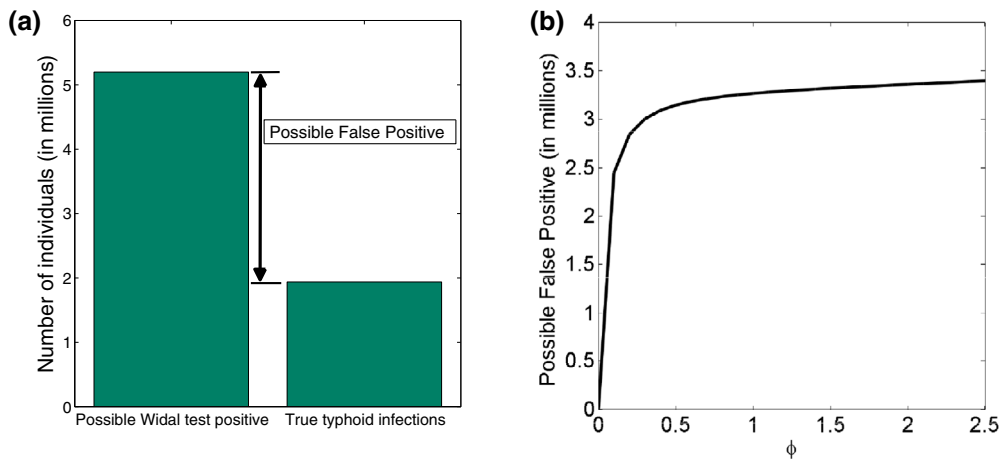 (a)
6
5
4
3
2
1
0
Number of individuals (in millions)
Possible False Positive
Possible Widal test positive
True typhoid infections
(b)
4
3.5
3
2.5
2
1.5
1
0.5
0
Possible False Positive (in millions)
0 0.5 1 1.5 2 2.5
ϕ